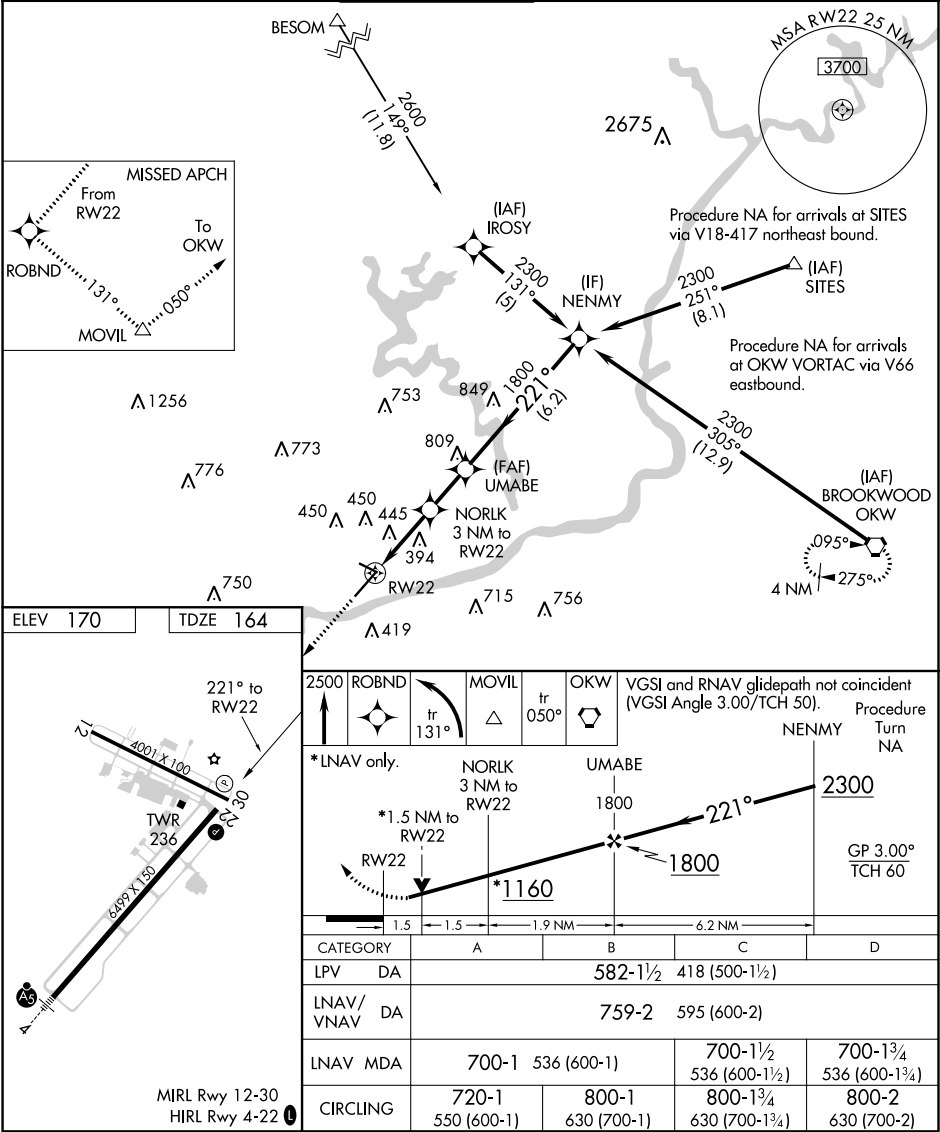 BESOM
2600
149°
(11.8)
MSA RW22 25 NM
3700
2675
MISSED APCH
From
RW22
To
OKW
ROBND
131°
050°
MOVIL
(IAF)
IROSY
2300
131°
(5)
(IF)
NENMY
Procedure NA for arrivals at SITES
via V18-417 northeast bound.
2300
251°
(8.1)
(IAF)
SITES
Procedure NA for arrivals
at OKW VORTAC via V66
eastbound.
1256
753
849
1800
221°
(6.2)
2300
305°
(12.9)
773
809
776
(FAF)
UMABE
(IAF)
BROOKWOOD
OKW
450
450
445
394
NORLK
3 NM to
RW22
095°
275°
4 NM
RW22
750
715
756
419
ELEV 170
TDZE 164
221° to
RW22
12
4001 X 100
P
30
22
TWR
236
P
6499 X 150
A5
4
MIRL Rwy 12-30
HIRL Rwy 4-22 L
2500
ROBND
tr
131°
MOVIL
tr
050°
OKW
VGSI and RNAV glidepath not coincident
(VGSI Angle 3.00/TCH 50).
Procedure
Turn
NA
*LNAV only.
NENMY
NORLK
3 NM to
RW22
UMABE
2300
1800
221°
*1.5 NM to
RW22
RW22
1800
*1160
GP 3.00°
TCH 60
1.5
1.5
1.9 NM
6.2 NM
CATEGORY A B C D
LPV DA 582-1½ 418 (500-1½)
LNAV/
VNAV DA 759-2 595 (600-2)
LNAV MDA 700-1 536 (600-1) 700-1½ 700-1¾
536 (600-1½) 536 (600-1¾)
CIRCLING 720-1 800-1 800-1¾ 800-2
550 (600-1) 630 (700-1) 630 (700-1¾) 630 (700-2)